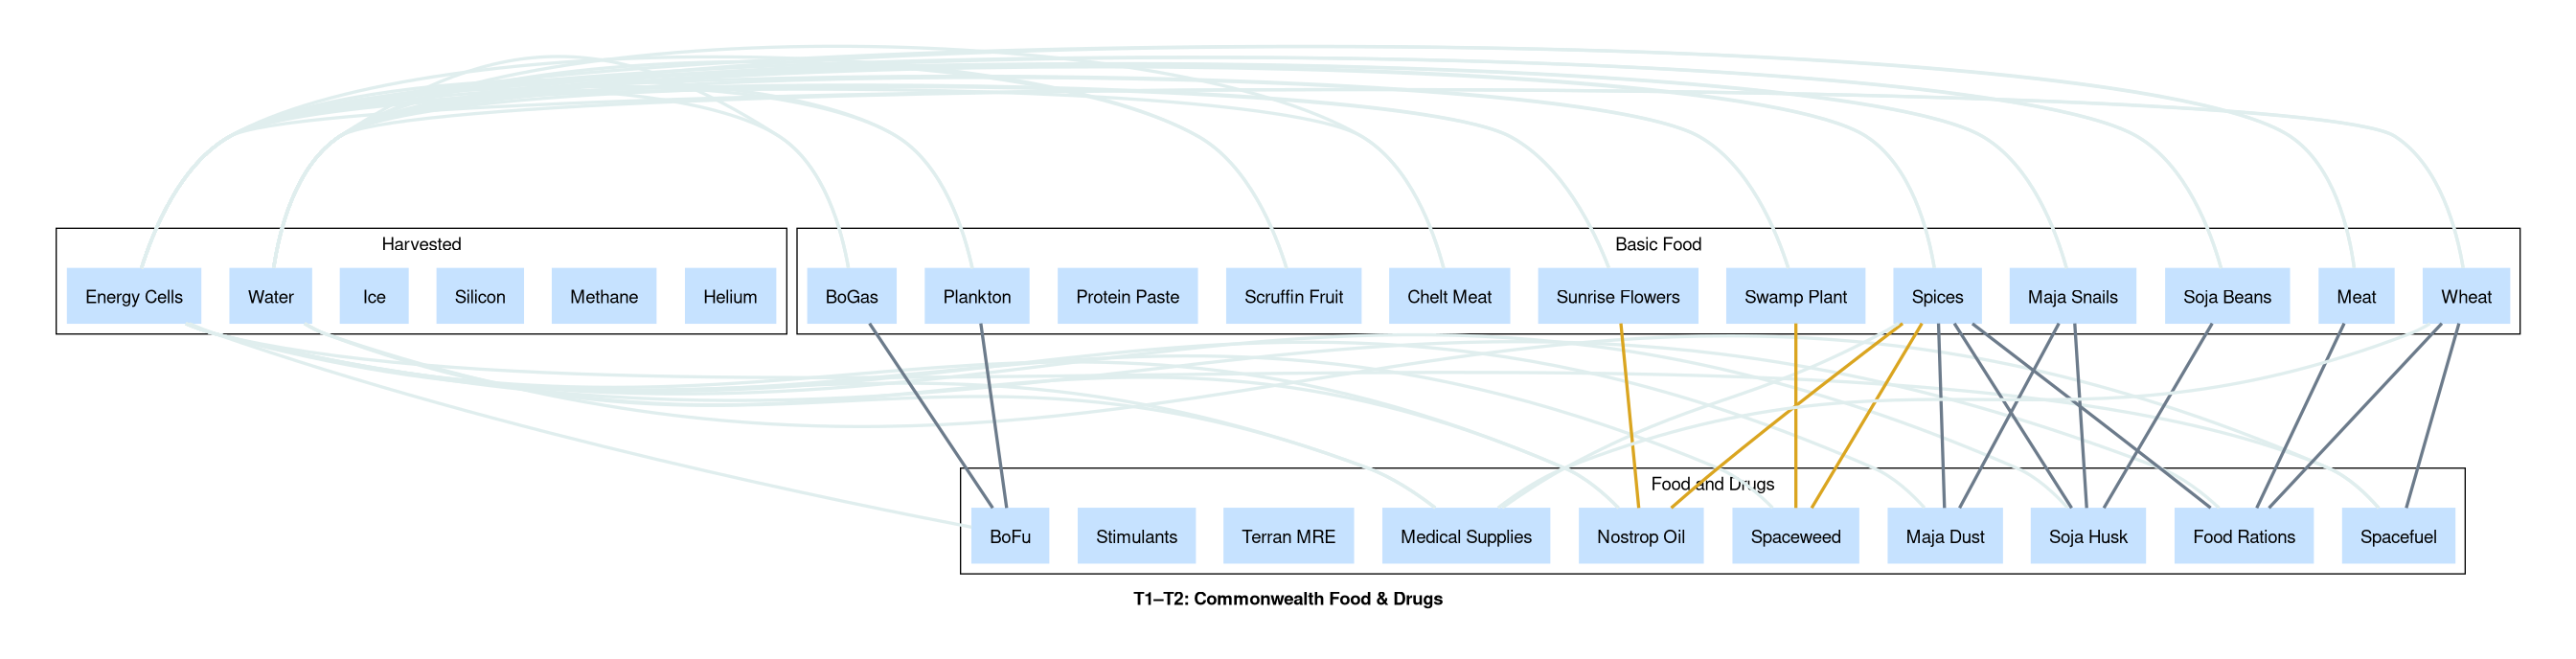 Harvested
Basic Food
Energy Cells
Water
Ice
Silicon
Methane
Helium
BoGas
Plankton
Protein Paste
Scruffin Fruit
Chelt Meat
Sunrise Flowers
Swamp Plant
Spices
Maja Snails
Soja Beans
Meat
Wheat
Food and Drugs
BoFu
Stimulants
Terran MRE
Medical Supplies
Nostrop Oil
Spaceweed
Maja Dust
Soja Husk
Food Rations
Spacefuel
T1–T2: Commonwealth Food & Drugs